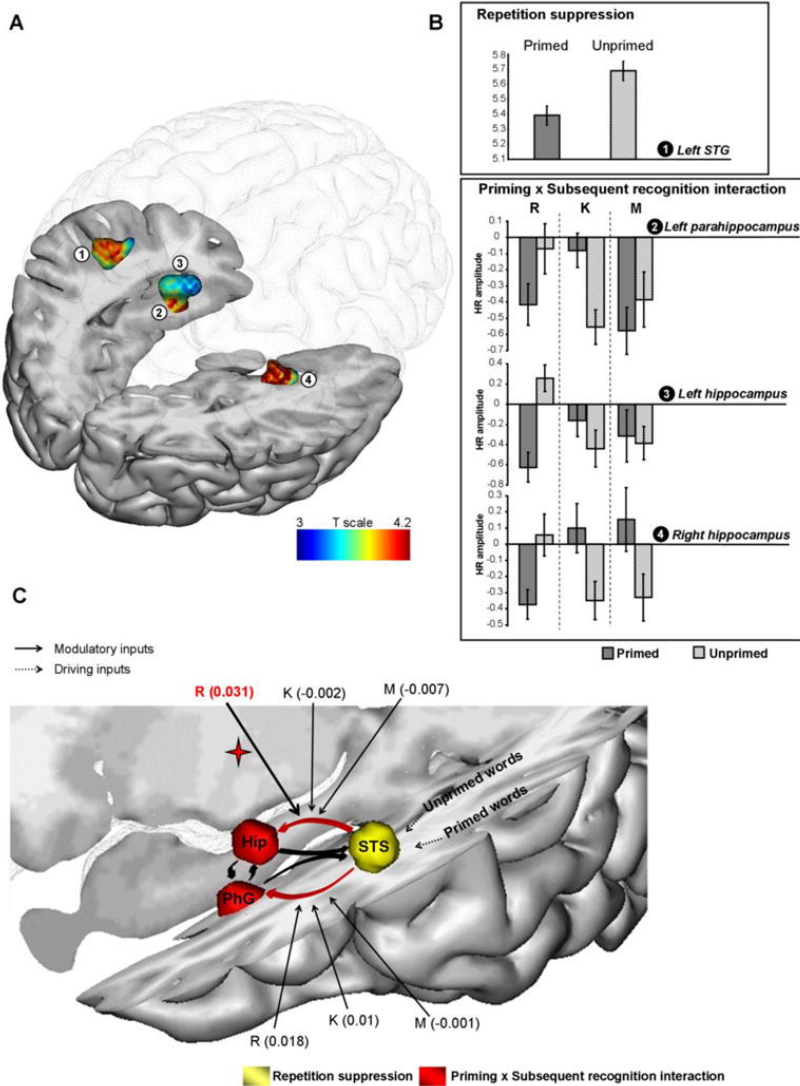 A
B
Repetition suppression
Primed Unprimed
5.8
5.7
5.6
5.5
5.4
5.3
5.2
5.1
1 Left STG
Priming x Subsequent recognition interaction
R K M
2 Left parahippocampus
HR amplitude
0.1
0
-0.1
-0.2
-0.3
-0.4
-0.5
-0.6
-0.7
3 Left hippocampus
HR amplitude
0.4
0.2
0
-0.2
-0.4
-0.6
-0.8
4 Right hippocampus
HR amplitude
0.3
0.2
0.1
0
-0.1
-0.2
-0.3
-0.4
-0.5
Primed Unprimed
1
3
2
4
3 T scale 4.2
C
Modulatory inputs
Driving inputs
R (0.031) K (-0.002) M (-0.007)
Unprimed words
Primed words
Hip
STS
PhG
R (0.018)
K (0.01)
M (-0.001)
Repetition suppression Priming x Subsequent recognition interaction